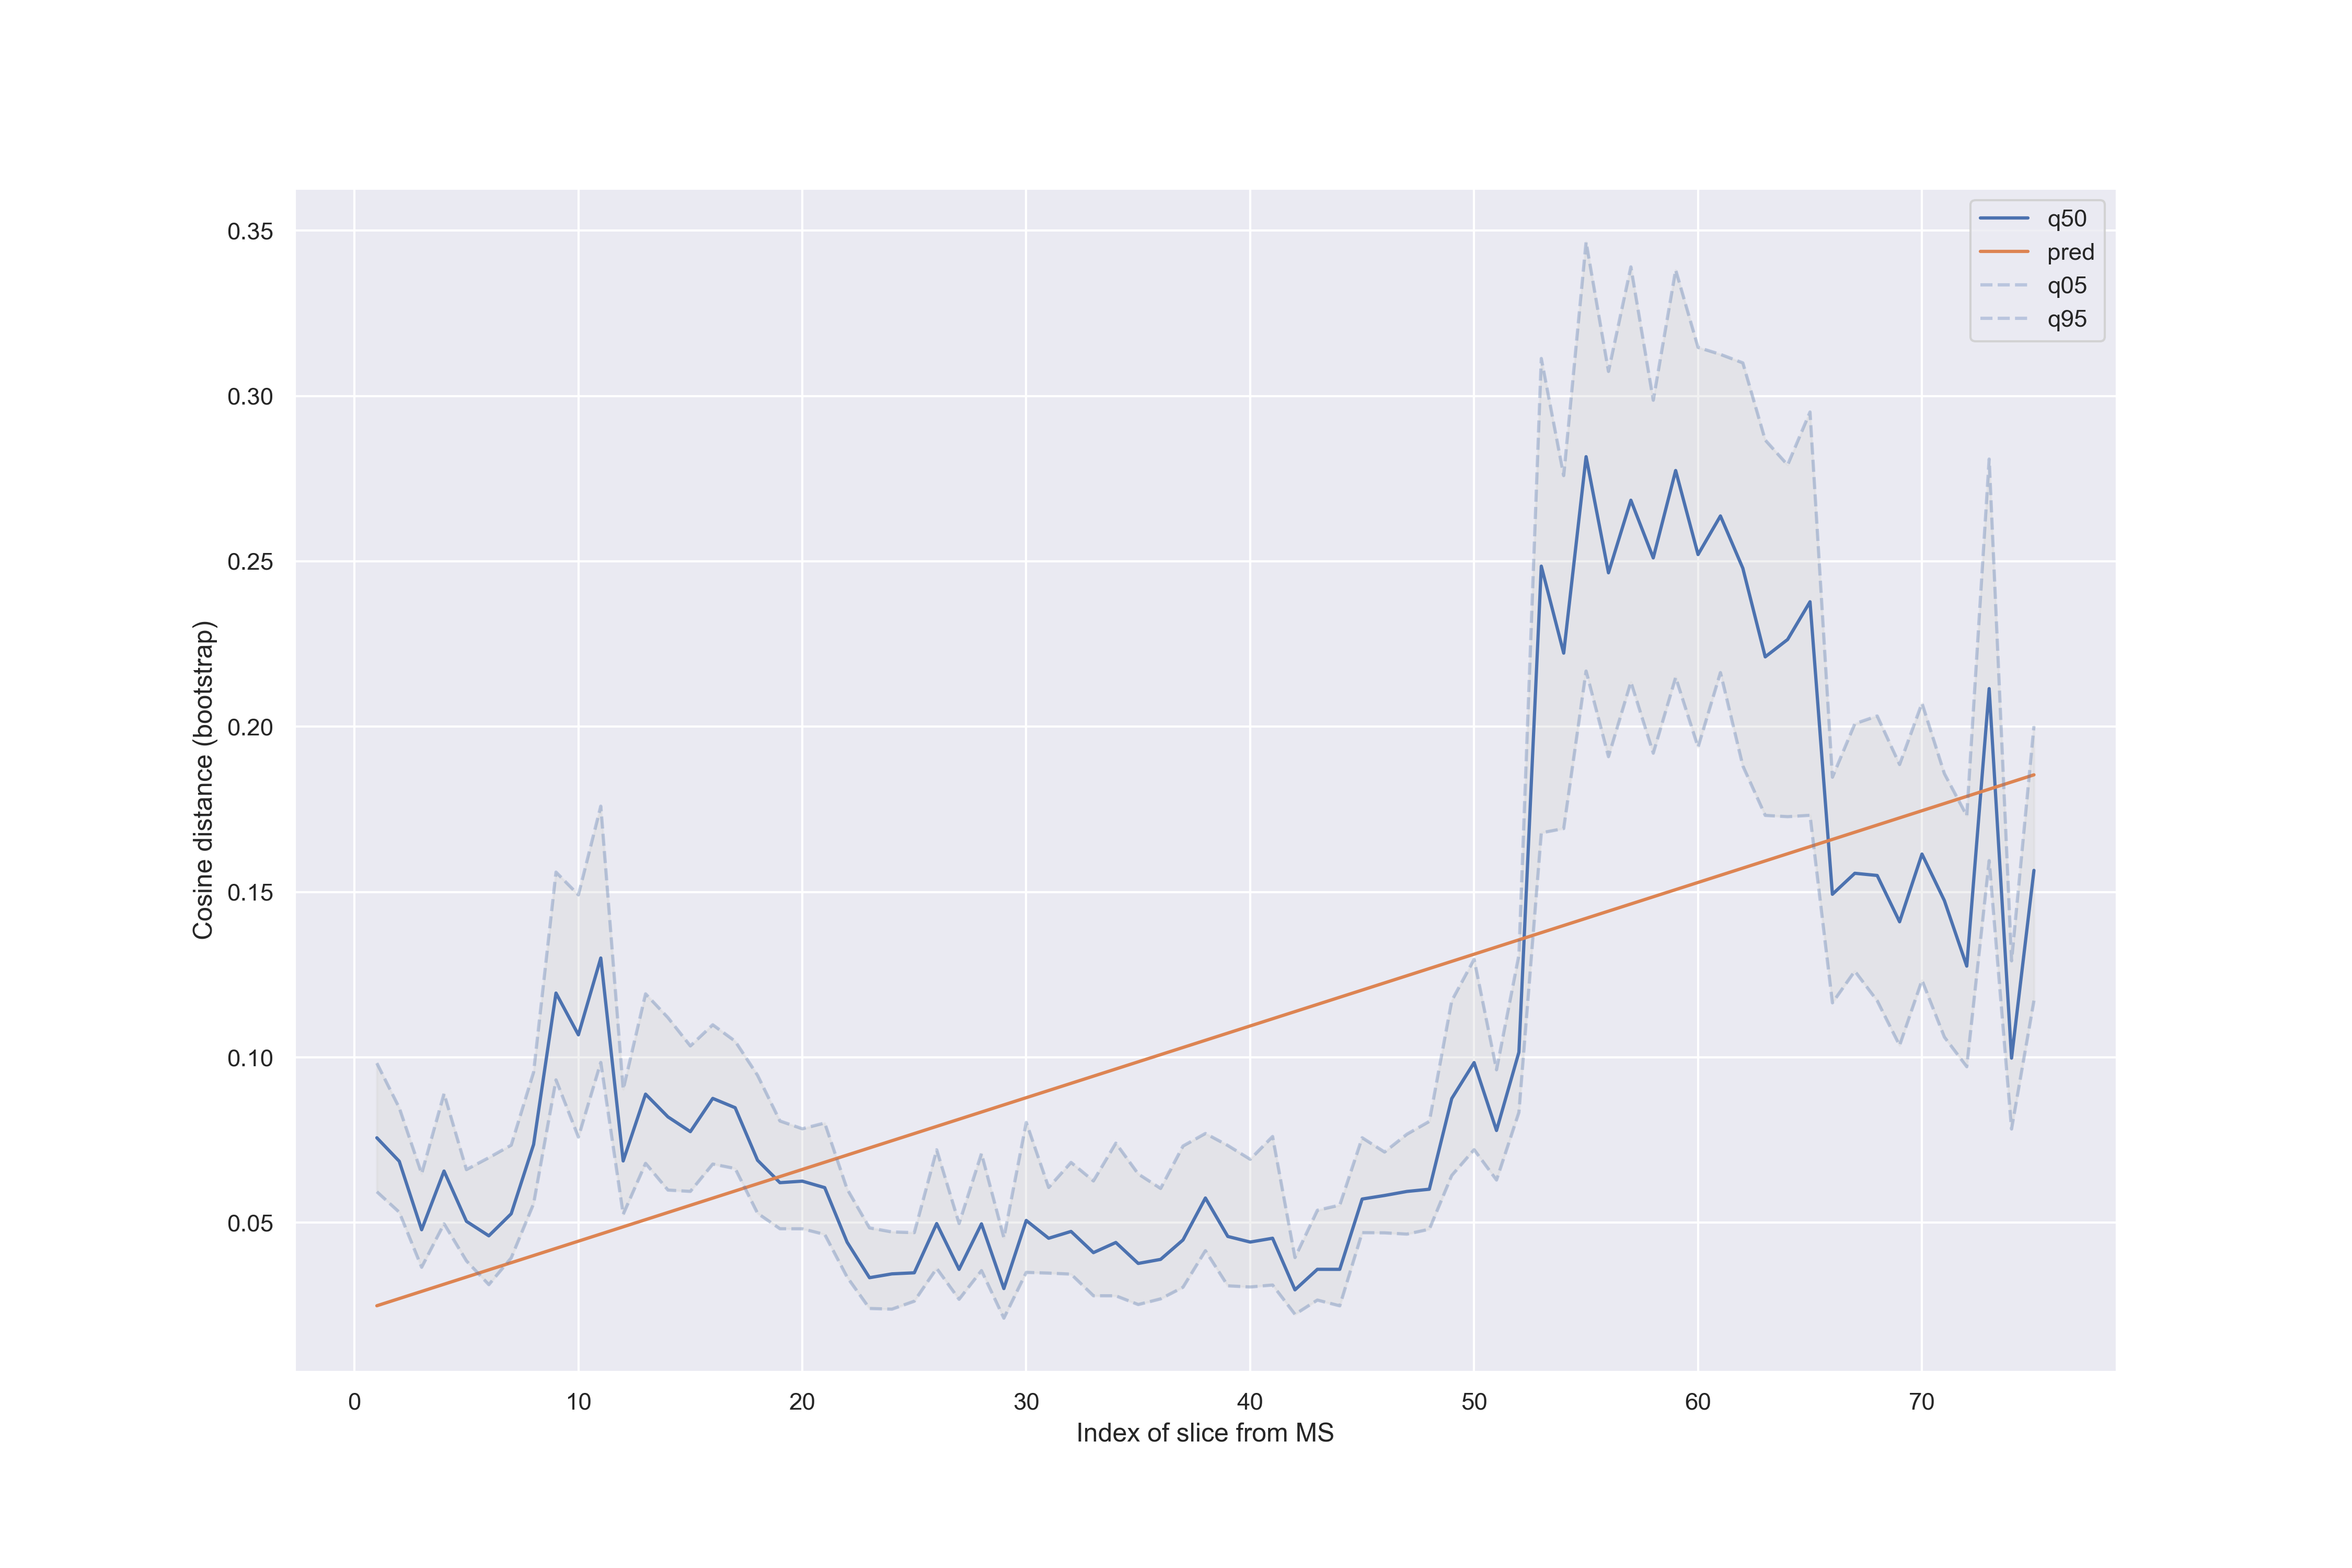 0.35
0.30
0.25
0.20
0.15
0.10
0.05
Cosine distance (bootstrap)
q50
pred
q05
q95
0 10 20 30 40 50 60 70
Index of slice from MS